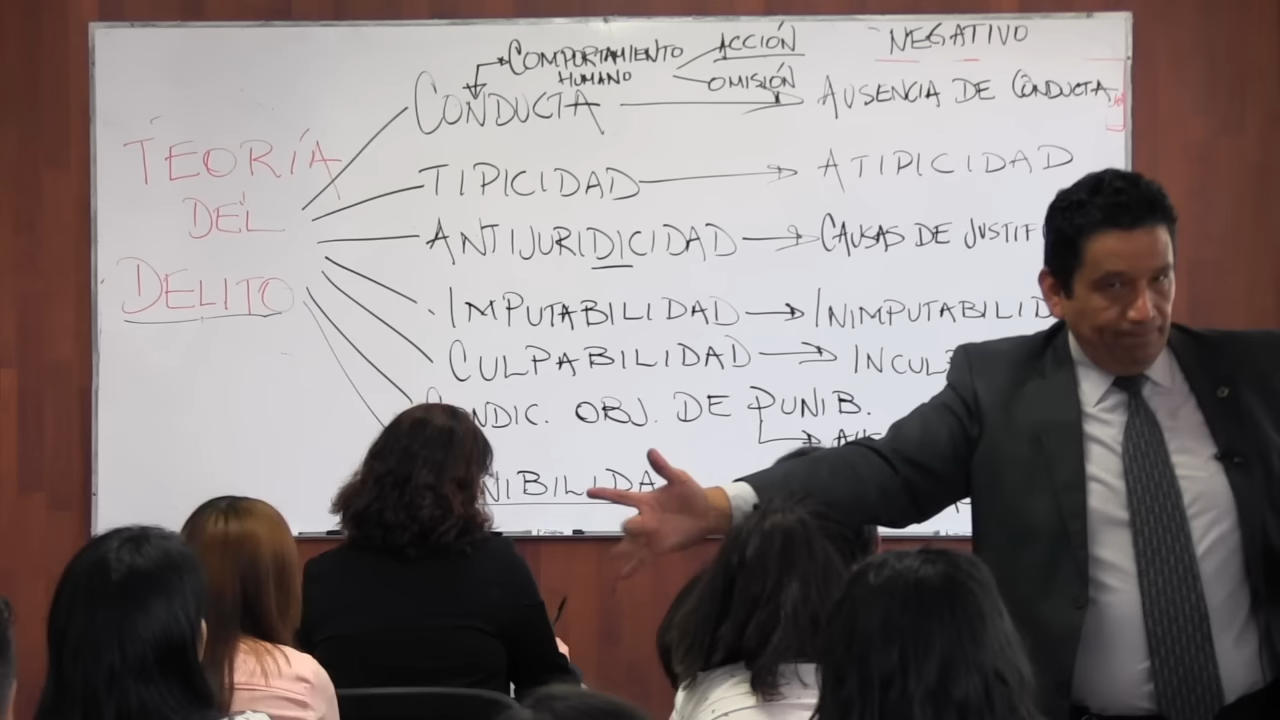 TEORÍA
DEL
DELITO
COMPORTAMIENTO
HUMANO
ACCIÓN
OMISIÓN
NEGATIVO
CONDUCTA
AUSENCIA DE CONDUCTA
TIPICIDAD
ATIPICIDAD
ANTIJURIDICIDAD
CAUSAS DE JUSTIF
IMPUTABILIDAD
INIMPUTABILID
CULPABILIDAD
INCUL
NDIC. OBJ. DE PUNIB.
AUS
NIBILIDA